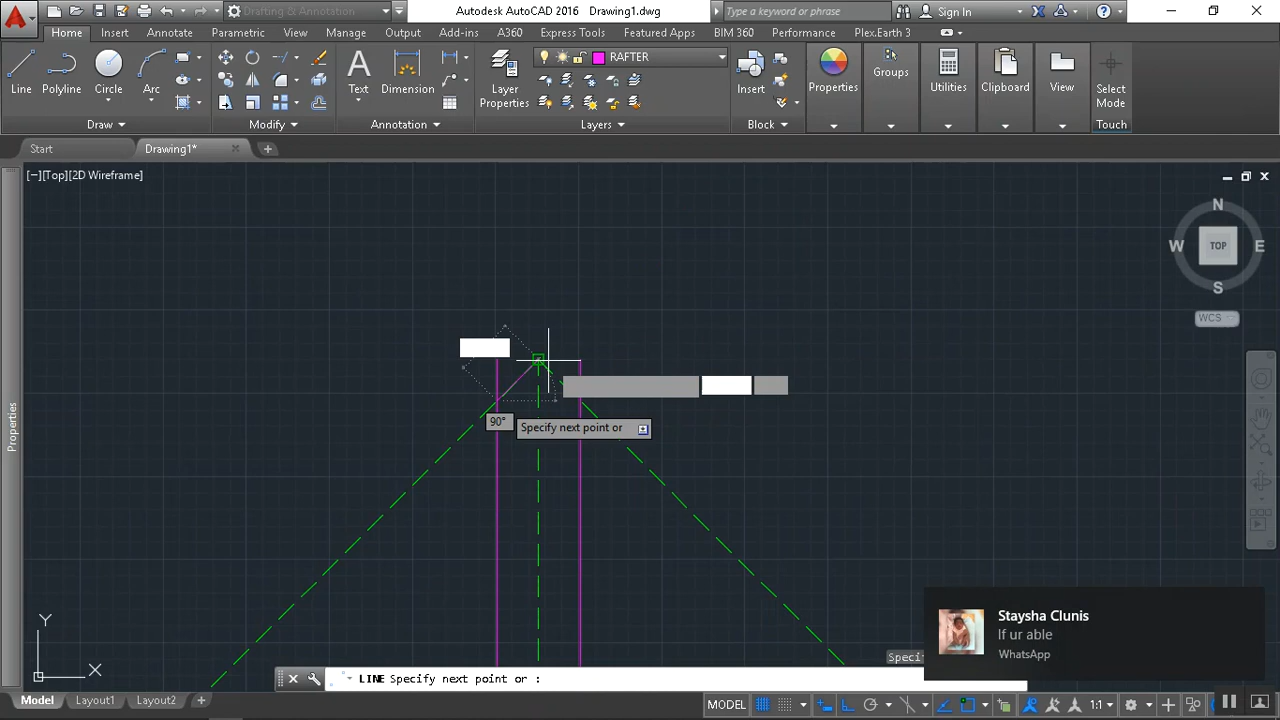 Drafting & Annotation
Autodesk AutoCAD 2016 Drawing1.dwg
Type a keyword or phrase
Sign In
Home Insert Annotate Parametric View Manage Output Add-ins A360 Express Tools Featured Apps BIM 360 Performance Plex.Earth 3
Line
Polyline
Circle
Arc
Text
Dimension
Layer
Properties
RAFTER
Insert
Properties
Groups
Utilities
Clipboard
View
Select
Mode
Draw
Modify
Annotation
Layers
Block
Touch
Start
Drawing1*
[−][Top][2D Wireframe]
N
W
TOP
E
S
WCS
Properties
90°
Specify next point or
Y
X
Staysha Clunis
If ur able
WhatsApp
Speci
LINE Specify next point or :
Model Layout1 Layout2
MODEL
1:1